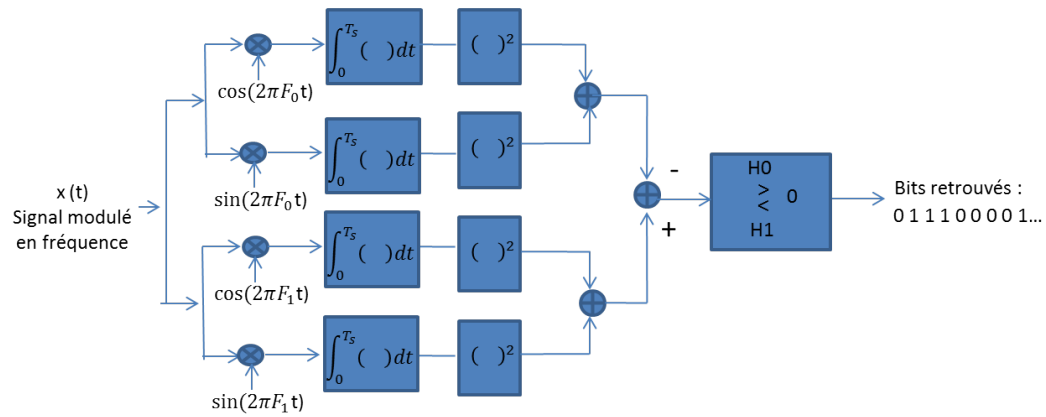 ∫₀^Tₛ ( )dt
( )²
cos(2πF₀t)
∫₀^Tₛ ( )dt
( )²
sin(2πF₀t)
x (t)
Signal modulé
en fréquence
-
+
H0
>
<
0
H1
Bits retrouvés :
0 1 1 1 0 0 0 0 1...
∫₀^Tₛ ( )dt
( )²
cos(2πF₁t)
∫₀^Tₛ ( )dt
( )²
sin(2πF₁t)